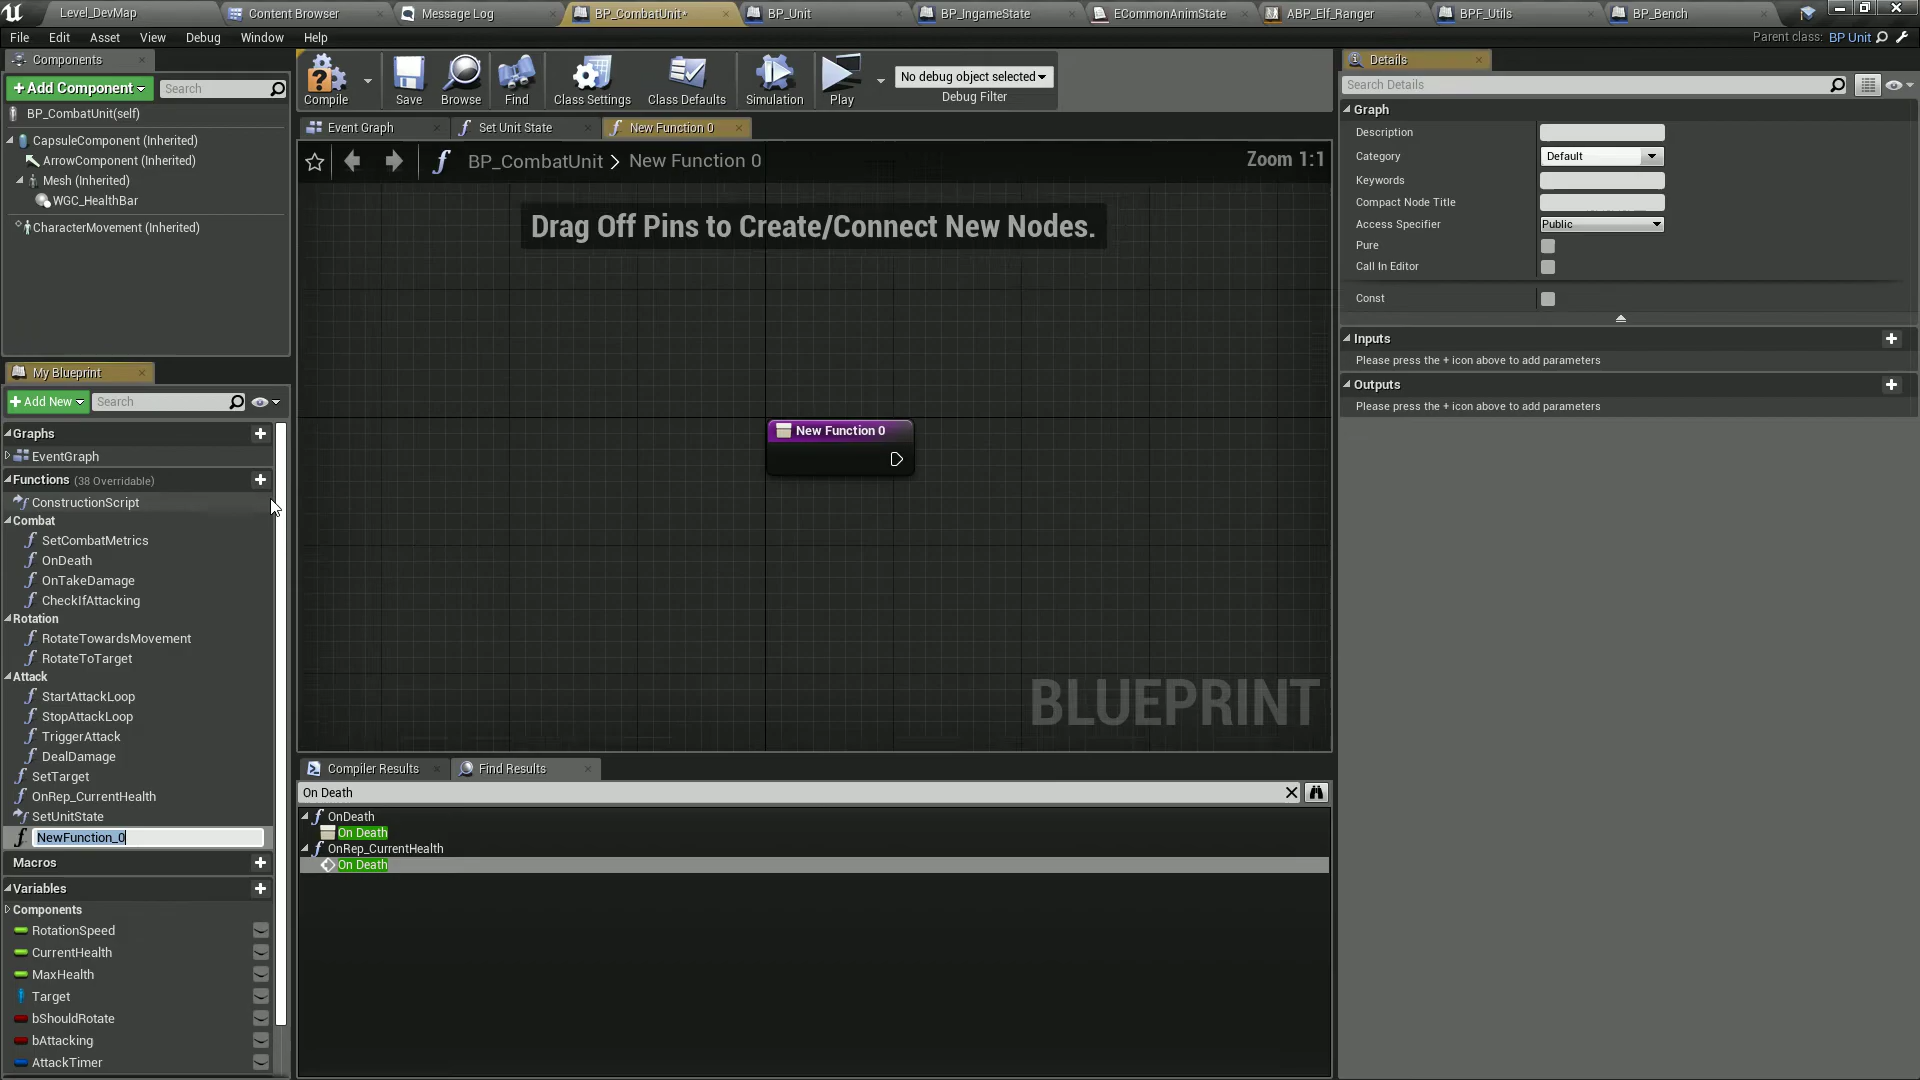 Level_DevMap
Content Browser
Message Log
BP_CombatUnit*
BP_Unit
BP_IngameState
ECommonAnimState
ABP_Elf_Ranger
BPF_Utils
BP_Bench
File Edit Asset View Debug Window Help
Parent class: BP Unit
Components
Add Component
Search
BP_CombatUnit(self)
CapsuleComponent (Inherited)
ArrowComponent (Inherited)
Mesh (Inherited)
WGC_HealthBar
CharacterMovement (Inherited)
Compile
Save
Browse
Find
Class Settings
Class Defaults
Simulation
Play
No debug object selected
Debug Filter
Event Graph
Set Unit State
New Function 0
BP_CombatUnit > New Function 0
Zoom 1:1
Drag Off Pins to Create/Connect New Nodes.
New Function 0
BLUEPRINT
My Blueprint
Add New
Search
Graphs
EventGraph
Functions (38 Overridable)
ConstructionScript
Combat
SetCombatMetrics
OnDeath
OnTakeDamage
CheckIfAttacking
Rotation
RotateTowardsMovement
RotateToTarget
Attack
StartAttackLoop
StopAttackLoop
TriggerAttack
DealDamage
SetTarget
OnRep_CurrentHealth
SetUnitState
NewFunction_0
Macros
Variables
Components
RotationSpeed
CurrentHealth
MaxHealth
Target
bShouldRotate
bAttacking
AttackTimer
Compiler Results
Find Results
On Death
OnDeath
On Death
OnRep_CurrentHealth
On Death
Details
Search Details
Graph
Description
Category Default
Keywords
Compact Node Title
Access Specifier Public
Pure
Call In Editor
Const
Inputs
Please press the + icon above to add parameters
Outputs
Please press the + icon above to add parameters